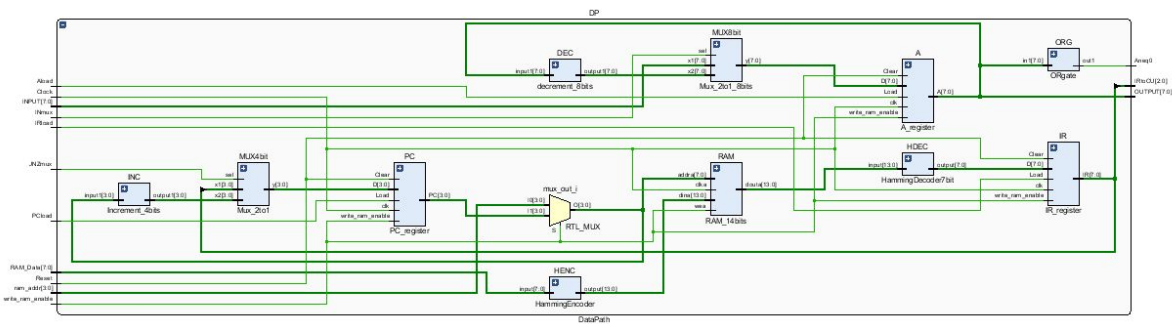 DP
MUX8bit
DEC
ORG
A
sel
x1[7:0]
x2[7:0]
y[7:0]
Mux_2to1_8bits
input1[7:0]
output1[7:0]
decrement_8bits
in1[7:0]
out1
ORgate
Aneq0
IRtoCU[2:0]
OUTPUT[7:0]
Clear
D[7:0]
Load
clk
write_ram_enable
A[7:0]
A_register
Aload
Clock
INPUT[7:0]
INmux
IRload
JNZmux
PCload
RAM_Data[7:0]
Reset
ram_addr[3:0]
write_ram_enable
INC
input1[3:0]
output1[3:0]
Increment_4bits
MUX4bit
sel
x1[3:0]
x2[3:0]
y[3:0]
Mux_2to1
PC
Clear
D[3:0]
Load
clk
write_ram_enable
PC[3:0]
PC_register
mux_out_i
I0[3:0]
I1[3:0]
O[3:0]
S
RTL_MUX
HENC
input[7:0]
output[13:0]
HammingEncoder
RAM
addra[7:0]
clka
dina[13:0]
wea
douta[13:0]
RAM_14bits
HDEC
input[13:0]
output[7:0]
HammingDecoder7bit
IR
Clear
D[7:0]
Load
clk
write_ram_enable
IR[7:0]
IR_register
DataPath